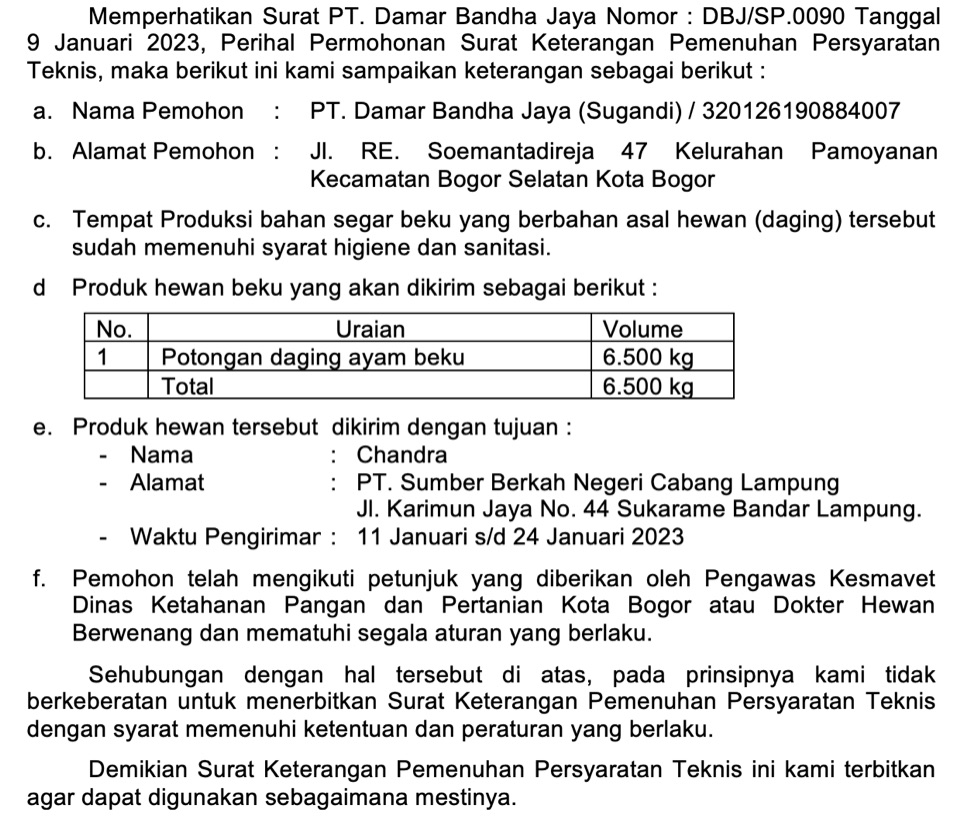 Memperhatikan Surat PT. Damar Bandha Jaya Nomor : DBJ/SP.0090 Tanggal
9 Januari 2023, Perihal Permohonan Surat Keterangan Pemenuhan Persyaratan
Teknis, maka berikut ini kami sampaikan keterangan sebagai berikut :
a. Nama Pemohon : PT. Damar Bandha Jaya (Sugandi) / 320126190884007
b. Alamat Pemohon : Jl. RE. Soemantadireja 47 Kelurahan Pamoyanan
Kecamatan Bogor Selatan Kota Bogor
c. Tempat Produksi bahan segar beku yang berbahan asal hewan (daging) tersebut
sudah memenuhi syarat higiene dan sanitasi.
d Produk hewan beku yang akan dikirim sebagai berikut :
No. Uraian Volume
1 Potongan daging ayam beku 6.500 kg
Total 6.500 kg
e. Produk hewan tersebut dikirim dengan tujuan :
- Nama : Chandra
- Alamat : PT. Sumber Berkah Negeri Cabang Lampung
Jl. Karimun Jaya No. 44 Sukarame Bandar Lampung.
- Waktu Pengirimar : 11 Januari s/d 24 Januari 2023
f. Pemohon telah mengikuti petunjuk yang diberikan oleh Pengawas Kesmavet
Dinas Ketahanan Pangan dan Pertanian Kota Bogor atau Dokter Hewan
Berwenang dan mematuhi segala aturan yang berlaku.
Sehubungan dengan hal tersebut di atas, pada prinsipnya kami tidak
berkeberatan untuk menerbitkan Surat Keterangan Pemenuhan Persyaratan Teknis
dengan syarat memenuhi ketentuan dan peraturan yang berlaku.
Demikian Surat Keterangan Pemenuhan Persyaratan Teknis ini kami terbitkan
agar dapat digunakan sebagaimana mestinya.